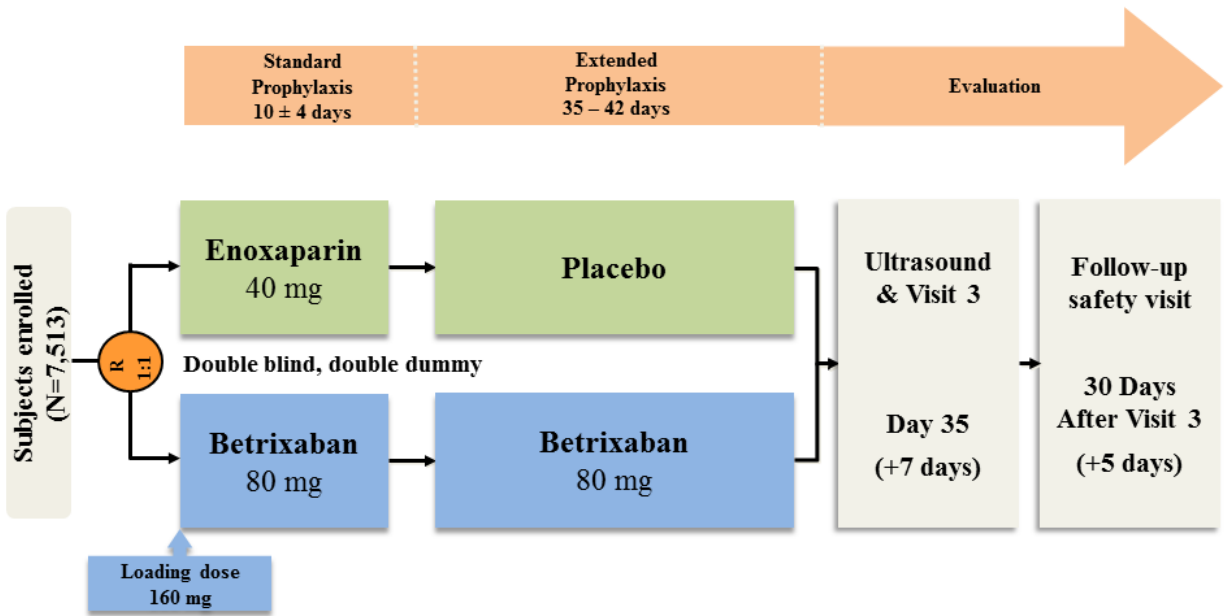 Standard
Prophylaxis
10 ± 4 days
Extended
Prophylaxis
35 – 42 days
Evaluation
Subjects enrolled
(N=7,513)
R
1:1
Enoxaparin
40 mg
Placebo
Double blind, double dummy
Betrixaban
80 mg
Betrixaban
80 mg
Loading dose
160 mg
Ultrasound
& Visit 3
Day 35
(+7 days)
Follow-up
safety visit
30 Days
After Visit 3
(+5 days)